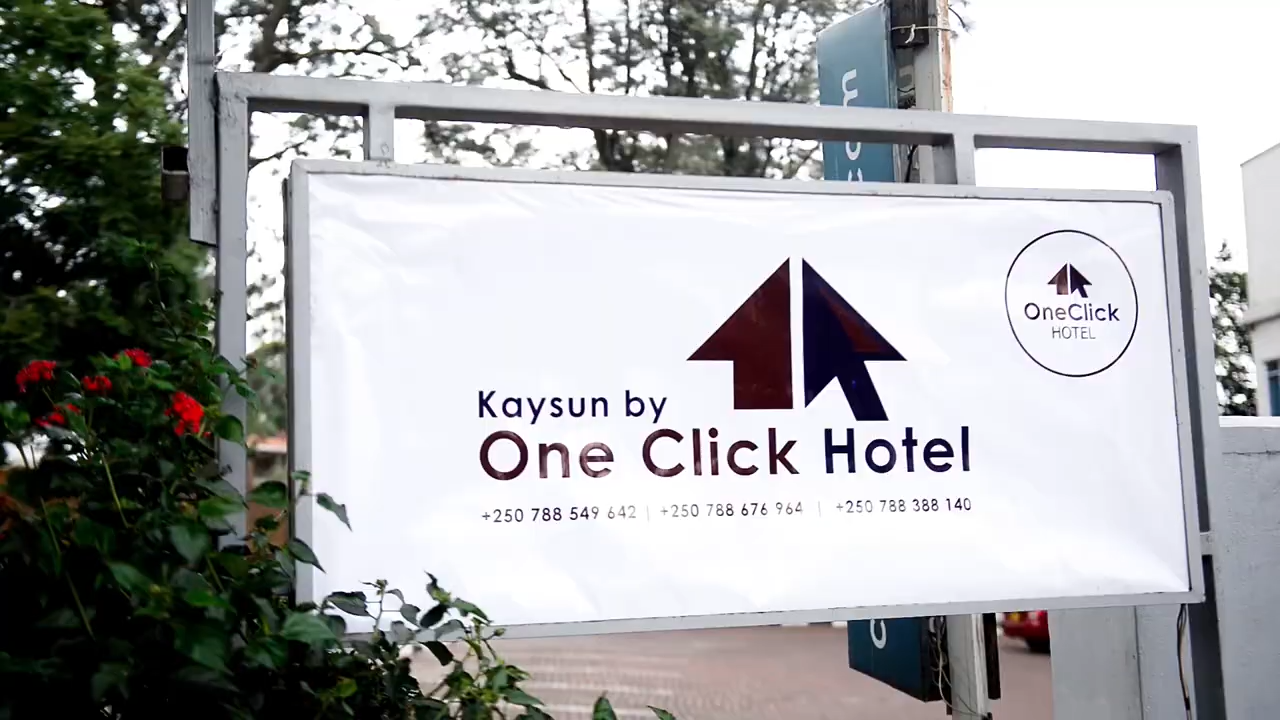 OneClick
HOTEL
Kaysun by
One Click Hotel
+250 788 549 642 | +250 788 676 964 | +250 788 388 140